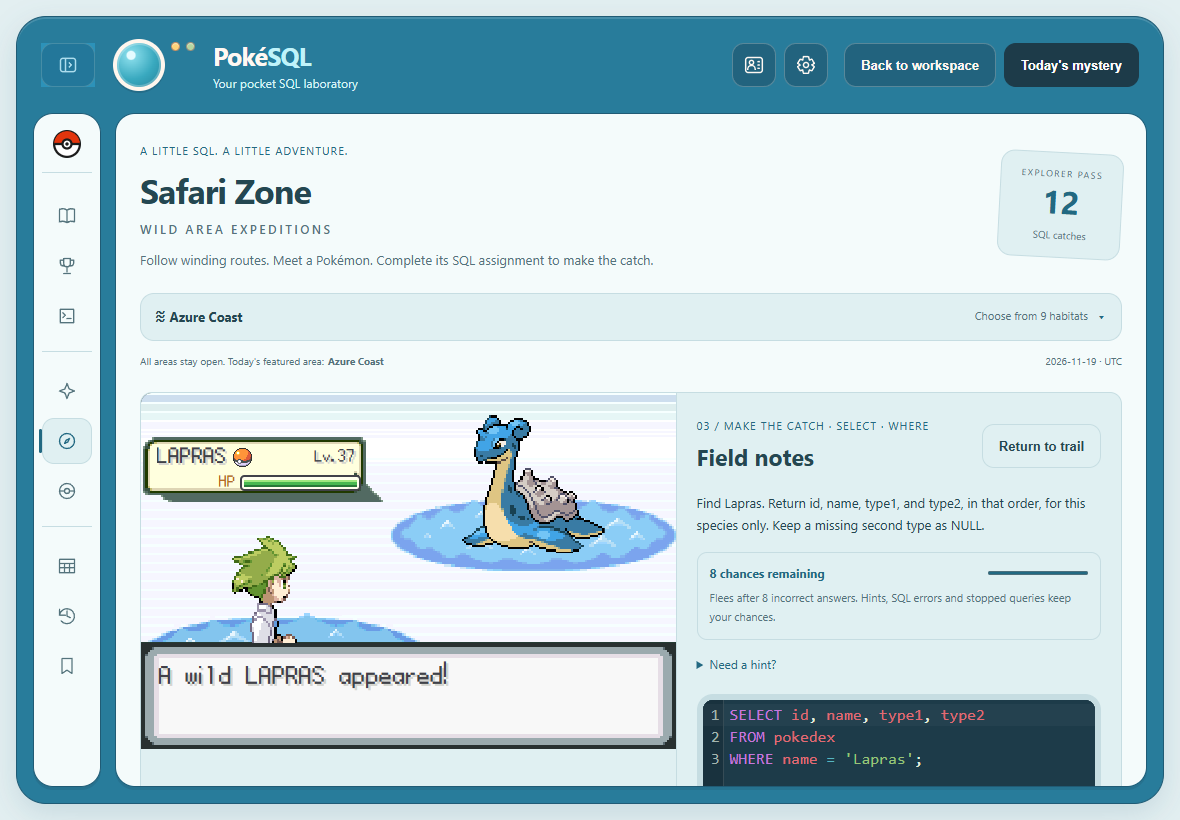 PokéSQL
Your pocket SQL laboratory
Back to workspace
Today's mystery
A LITTLE SQL. A LITTLE ADVENTURE.
Safari Zone
WILD AREA EXPEDITIONS
Follow winding routes. Meet a Pokémon. Complete its SQL assignment to make the catch.
EXPLORER PASS
12
SQL catches
Azure Coast
Choose from 9 habitats
All areas stay open. Today's featured area: Azure Coast
2026-11-19 · UTC
LAPRAS
Lv.37
HP
A wild LAPRAS appeared!
03 / MAKE THE CATCH · SELECT · WHERE
Field notes
Return to trail
Find Lapras. Return id, name, type1, and type2, in that order, for this
species only. Keep a missing second type as NULL.
8 chances remaining
Flees after 8 incorrect answers. Hints, SQL errors and stopped queries keep
your chances.
Need a hint?
1 SELECT id, name, type1, type2
2 FROM pokedex
3 WHERE name = 'Lapras';